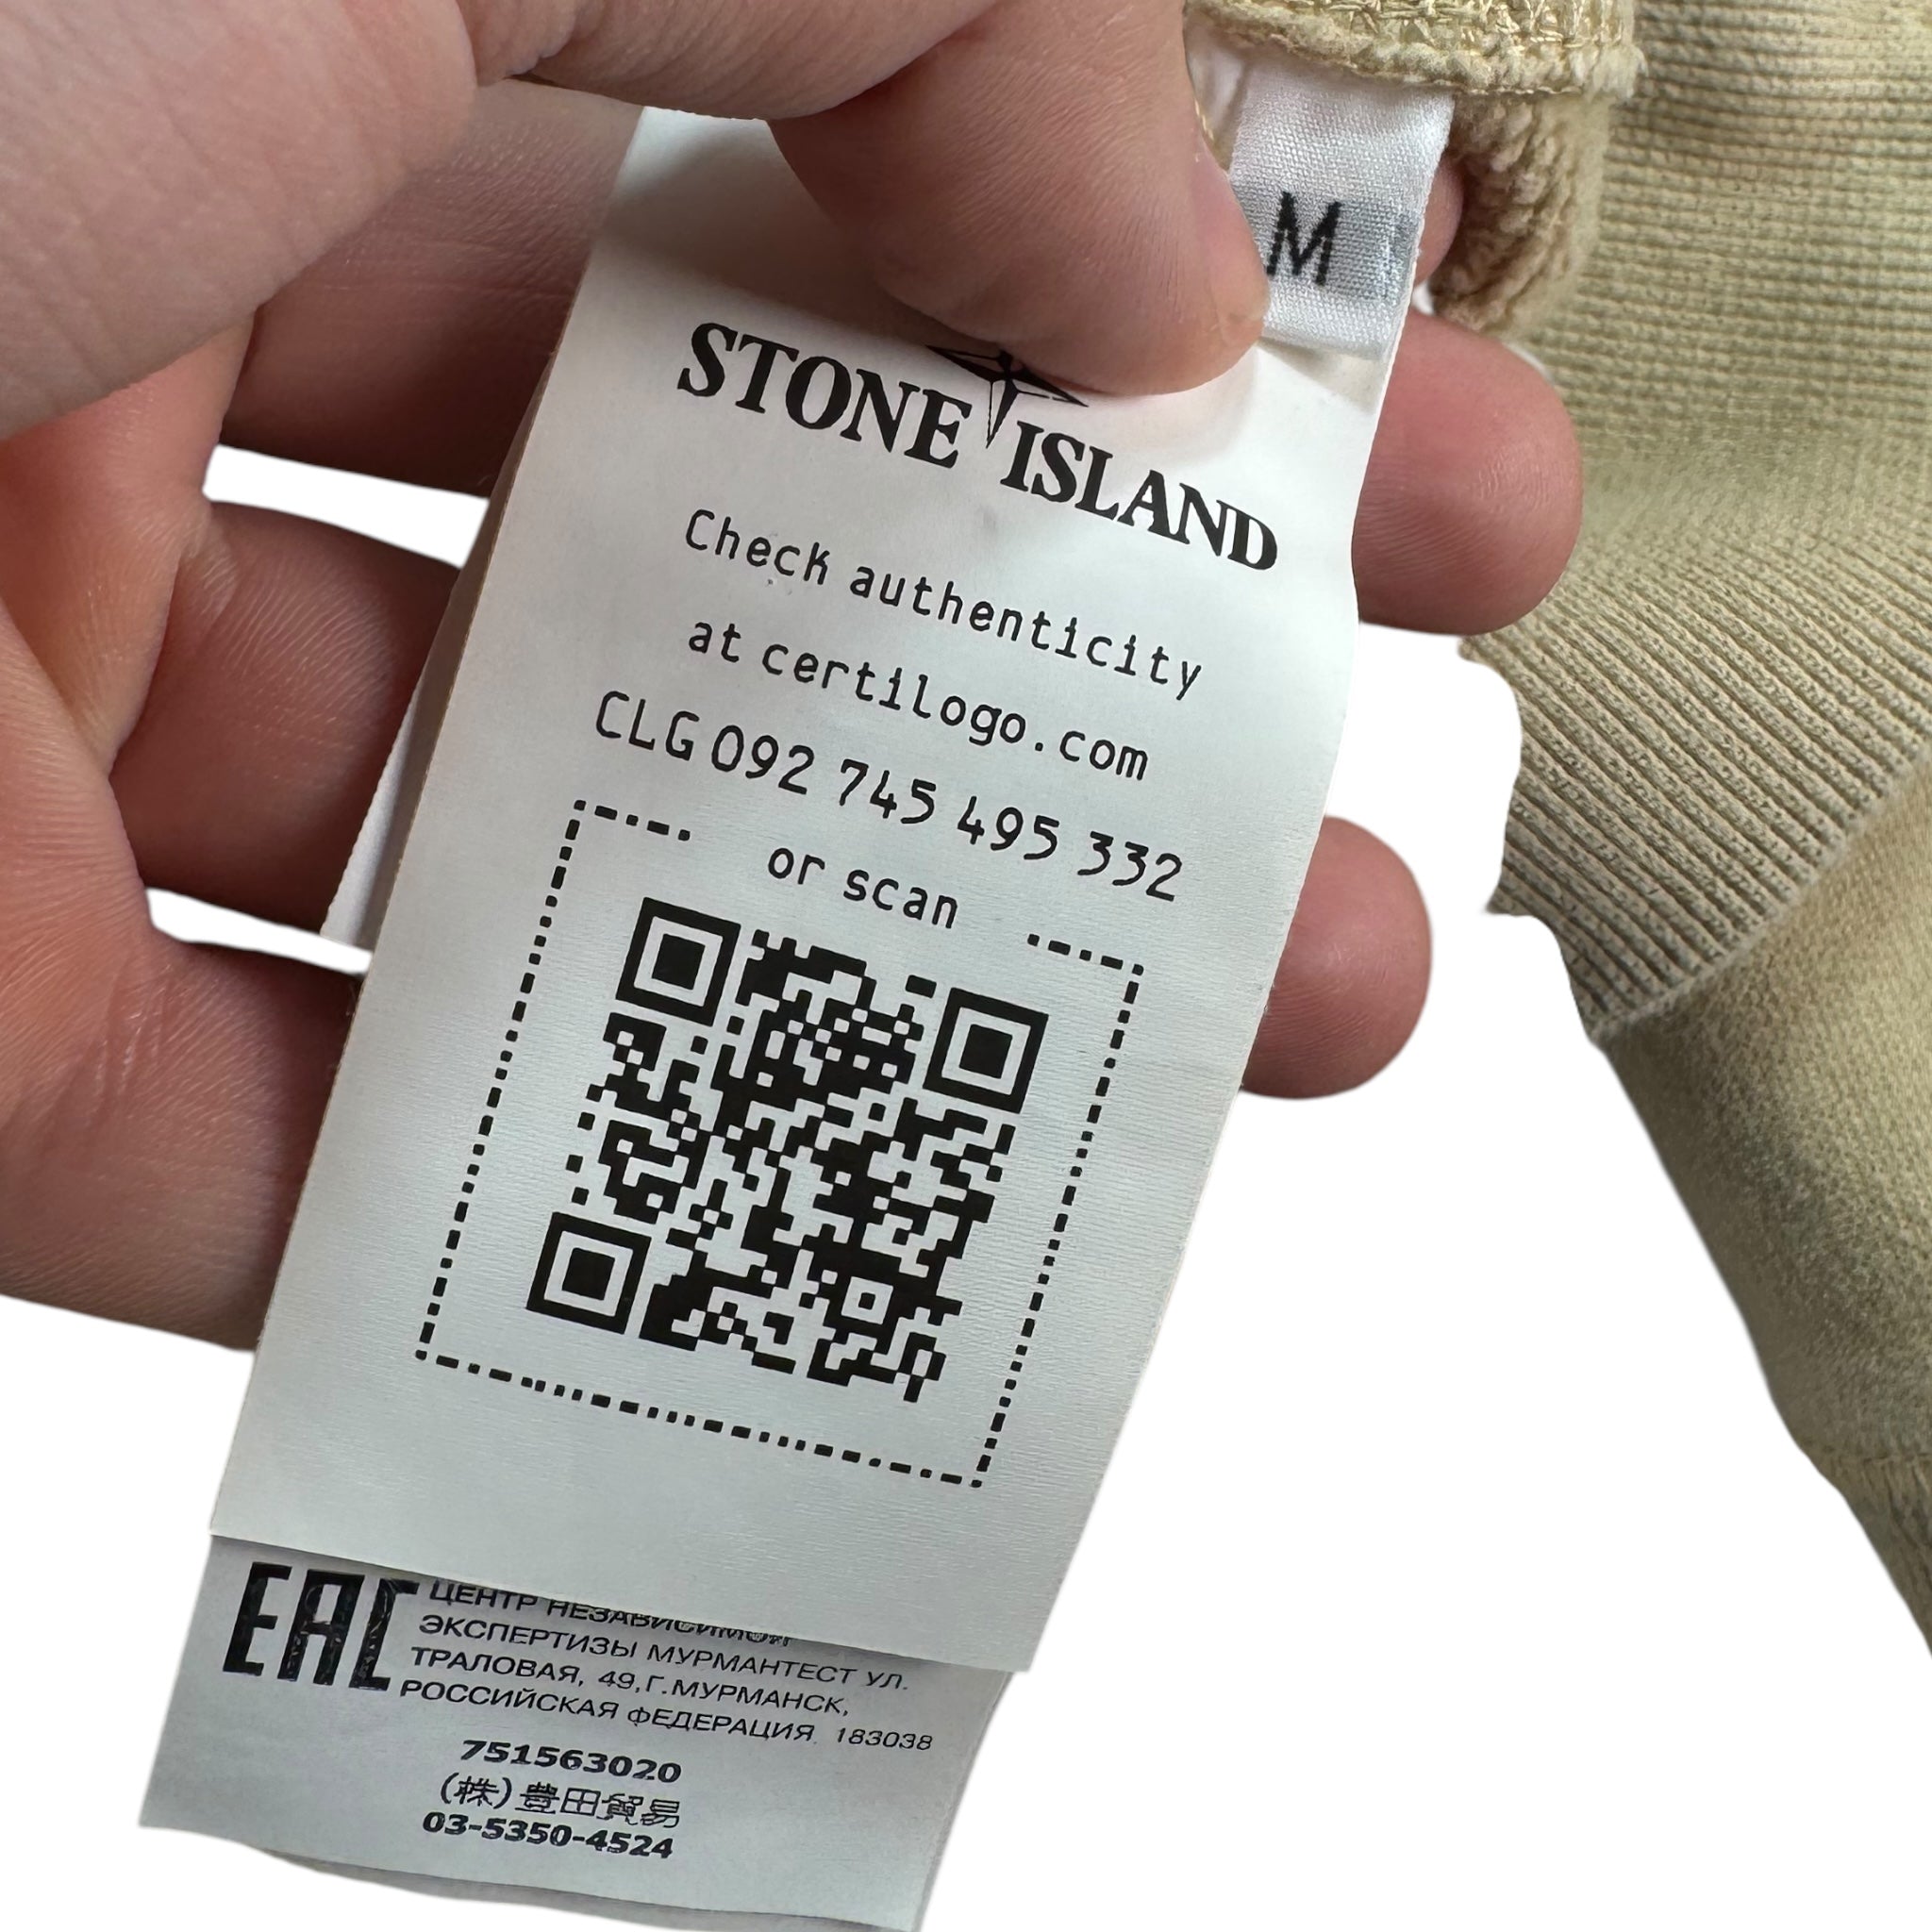 M
STONE ISLAND
Check authenticity
at certilogo.com
CLG 092 745 495 332
or scan
EAC
ЦЕНТР НЕЗАВИСИМОЙ
ЭКСПЕРТИЗЫ МУРМАНТЕСТ УЛ.
ТРАЛОВАЯ, 49,Г.МУРМАНСК,
РОССИЙСКАЯ ФЕДЕРАЦИЯ 183038
751563020
(株)豊田貿易
03-5350-4524